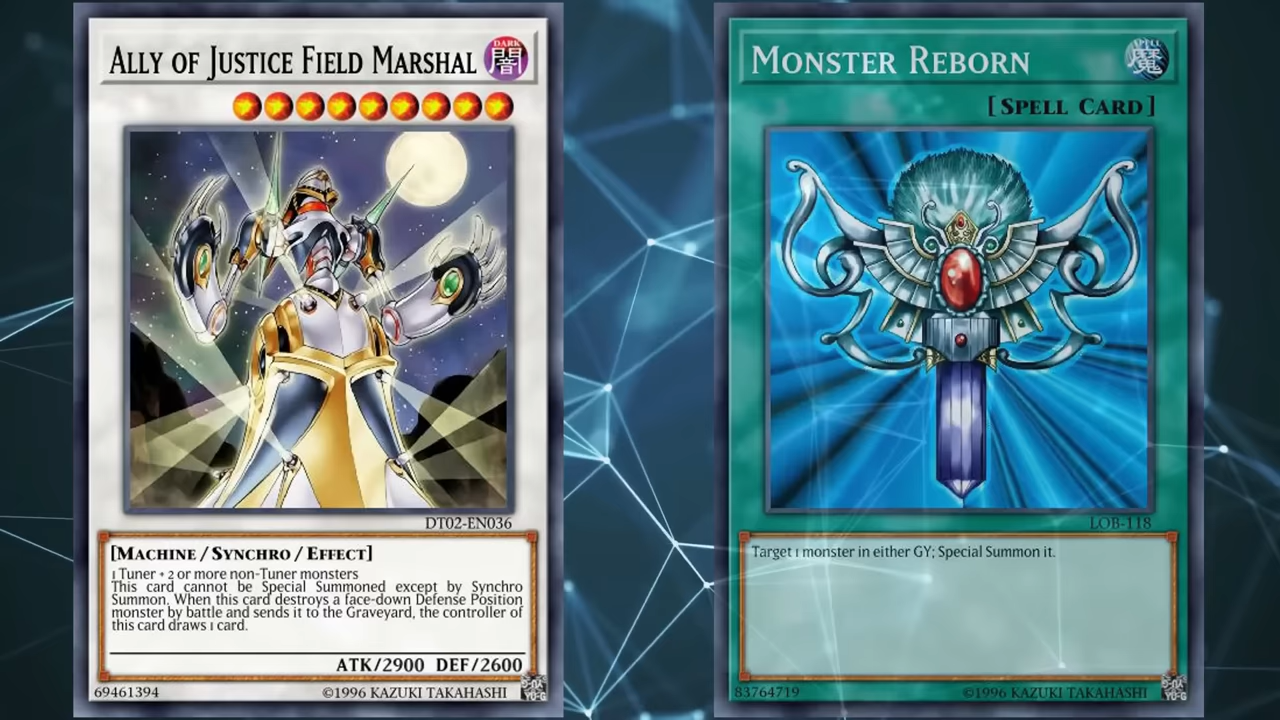 ALLY OF JUSTICE FIELD MARSHAL
DARK
闇
DT02-EN036
[MACHINE / SYNCHRO / EFFECT]
1 Tuner + 2 or more non-Tuner monsters
This card cannot be Special Summoned except by Synchro
Summon. When this card destroys a face-down Defense Position
monster by battle and sends it to the Graveyard, the controller of
this card draws 1 card.
ATK/2900 DEF/2600
69461394
©1996 KAZUKI TAKAHASHI
MONSTER REBORN
魔
[SPELL CARD]
LOB-118
Target 1 monster in either GY; Special Summon it.
83764719
©1996 KAZUKI TAKAHASHI